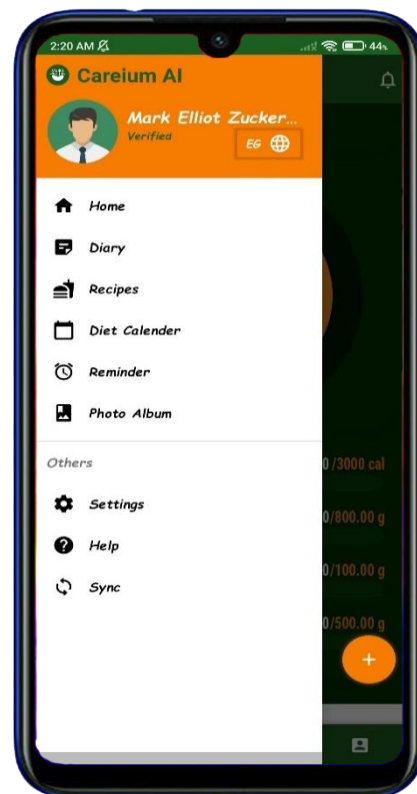 2:20 AM 44%
Careium AI
Mark Elliot Zucker...
Verified
EG
Home
Diary
Recipes
Diet Calender
Reminder
Photo Album
Others
Settings
Help
Sync
0/3000 cal
0/800.00 g
0/100.00 g
0/500.00 g
+